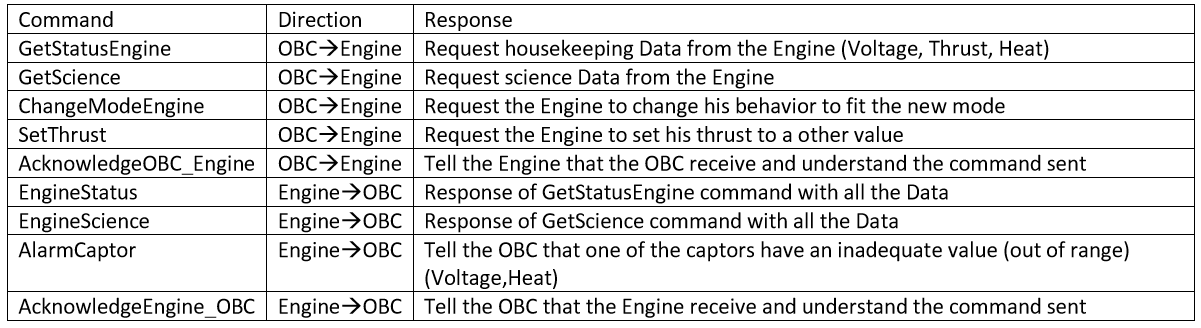 Command Direction Response
GetStatusEngine OBC→Engine Request housekeeping Data from the Engine (Voltage, Thrust, Heat)
GetScience OBC→Engine Request science Data from the Engine
ChangeModeEngine OBC→Engine Request the Engine to change his behavior to fit the new mode
SetThrust OBC→Engine Request the Engine to set his thrust to a other value
AcknowledgeOBC_Engine OBC→Engine Tell the Engine that the OBC receive and understand the command sent
EngineStatus Engine→OBC Response of GetStatusEngine command with all the Data
EngineScience Engine→OBC Response of GetScience command with all the Data
AlarmCaptor Engine→OBC Tell the OBC that one of the captors have an inadequate value (out of range)
(Voltage,Heat)
AcknowledgeEngine_OBC Engine→OBC Tell the OBC that the Engine receive and understand the command sent